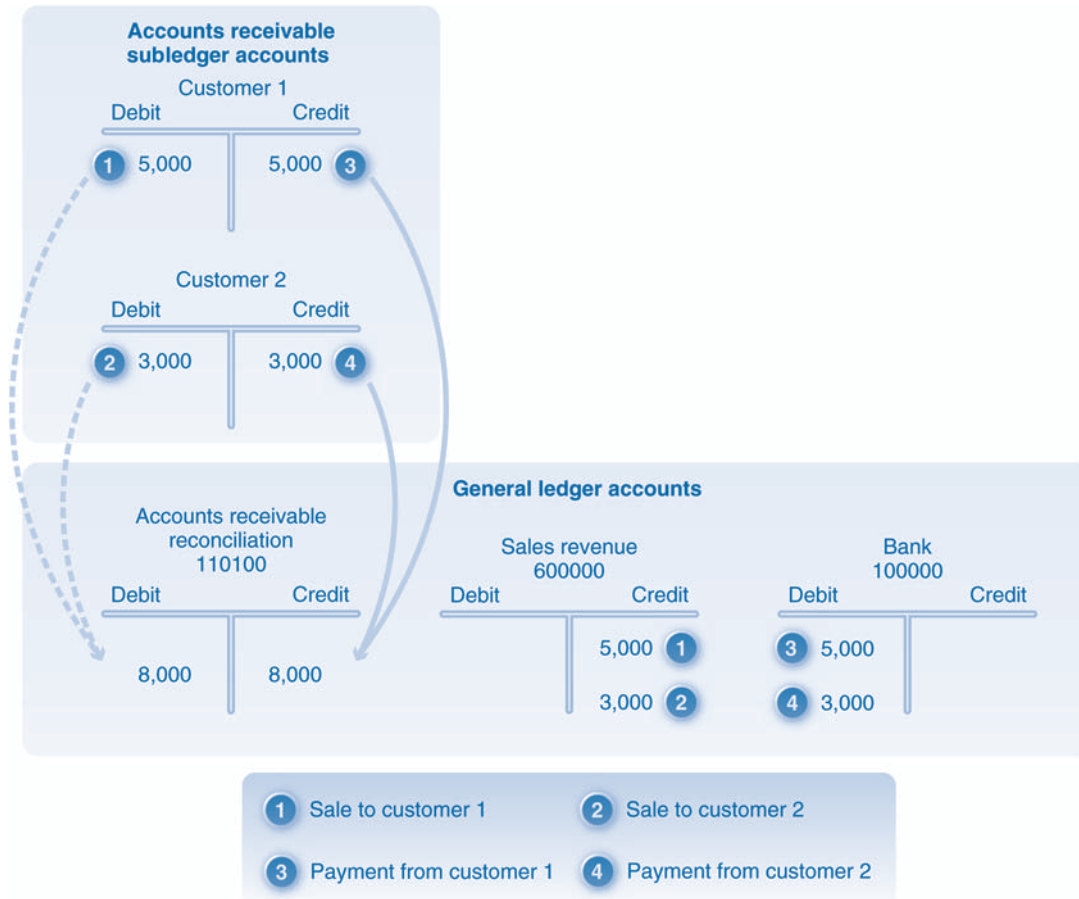 Accounts receivable
subledger accounts
Customer 1
Debit Credit
1 5,000 5,000 3
Customer 2
Debit Credit
2 3,000 3,000 4
General ledger accounts
Accounts receivable
reconciliation
110100
Debit Credit
8,000 8,000
Sales revenue
600000
Debit Credit
5,000 1
3,000 2
Bank
100000
Debit Credit
3 5,000
4 3,000
1 Sale to customer 1
2 Sale to customer 2
3 Payment from customer 1
4 Payment from customer 2